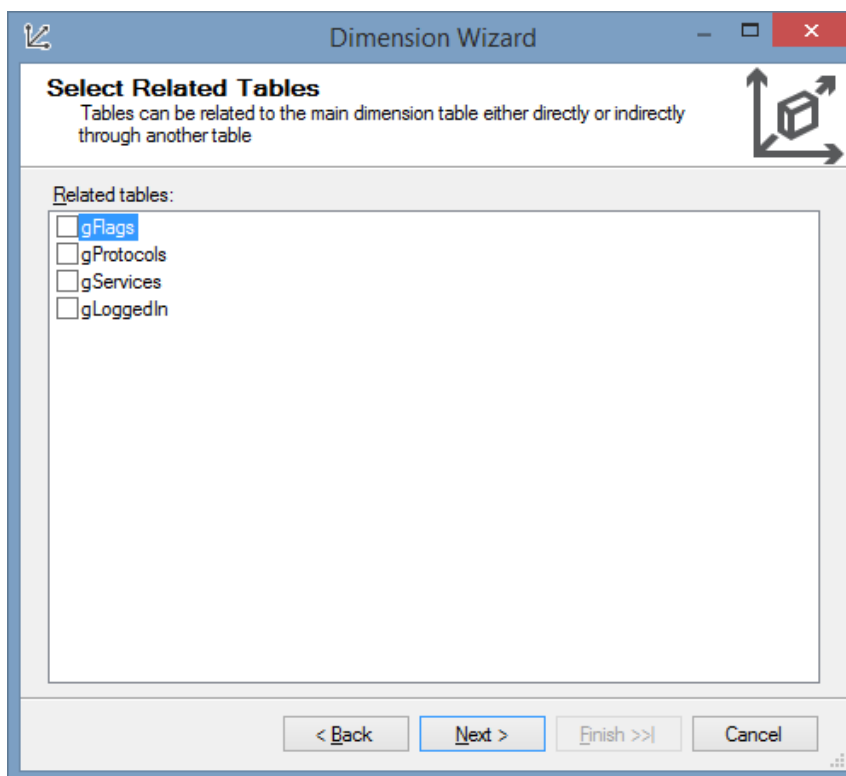 Dimension Wizard
Select Related Tables
Tables can be related to the main dimension table either directly or indirectly
through another table
Related tables:
gFlags
gProtocols
gServices
gLoggedIn
< Back
Next >
Finish >>|
Cancel